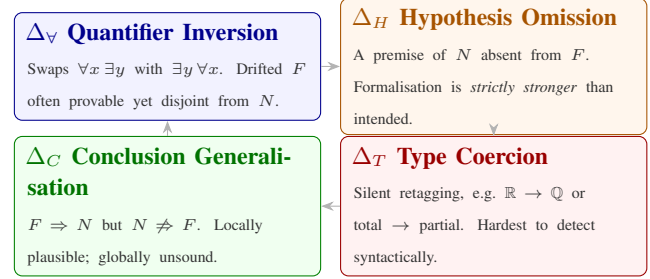 Δ∀ Quantifier Inversion
Swaps ∀x ∃y with ∃y ∀x. Drifted F
often provable yet disjoint from N.
ΔH Hypothesis Omission
A premise of N absent from F.
Formalisation is strictly stronger than
intended.
ΔC Conclusion Generali-
sation
F ⇒ N but N ⇏ F. Locally
plausible; globally unsound.
ΔT Type Coercion
Silent retagging, e.g. ℝ → ℚ or
total → partial. Hardest to detect
syntactically.